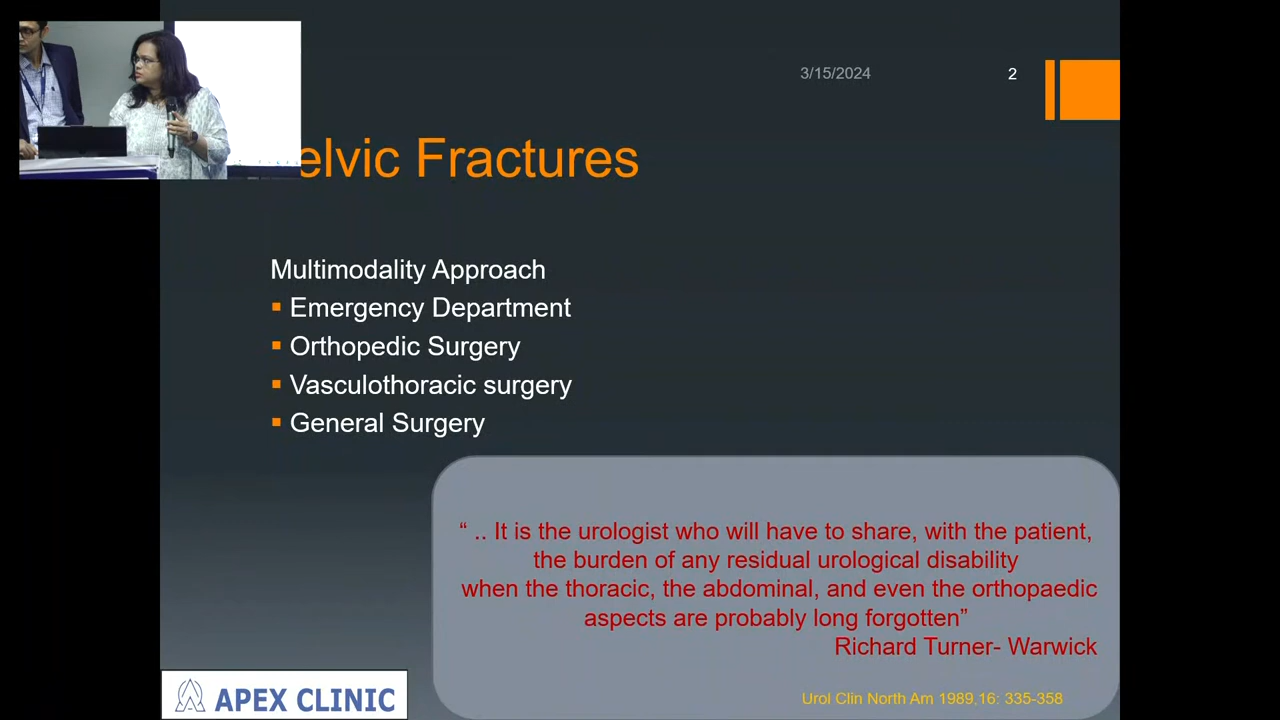 3/15/2024
2
elvic Fractures
Multimodality Approach
Emergency Department
Orthopedic Surgery
Vasculothoracic surgery
General Surgery
“ .. It is the urologist who will have to share, with the patient,
the burden of any residual urological disability
when the thoracic, the abdominal, and even the orthopaedic
aspects are probably long forgotten”
Richard Turner- Warwick
Urol Clin North Am 1989,16: 335-358
APEX CLINIC